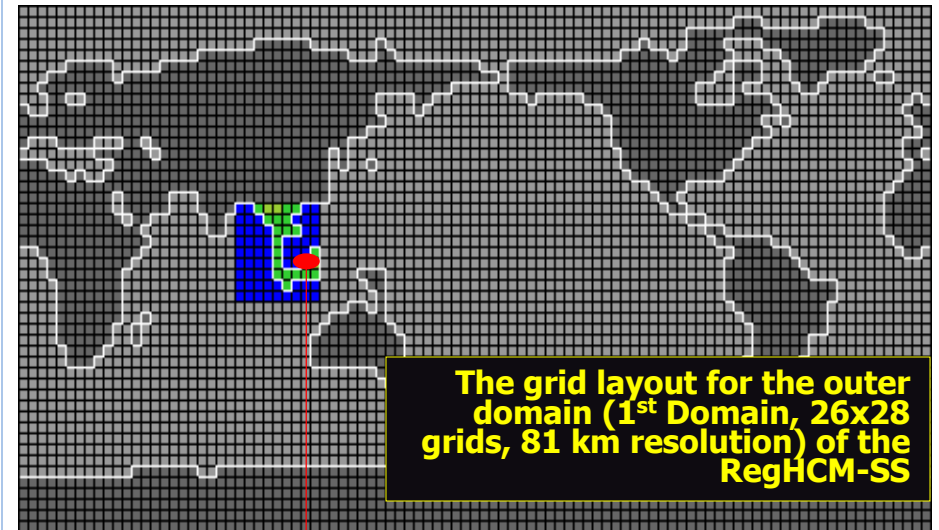 The grid layout for the outer
domain (1st Domain, 26x28
grids, 81 km resolution) of the
RegHCM-SS